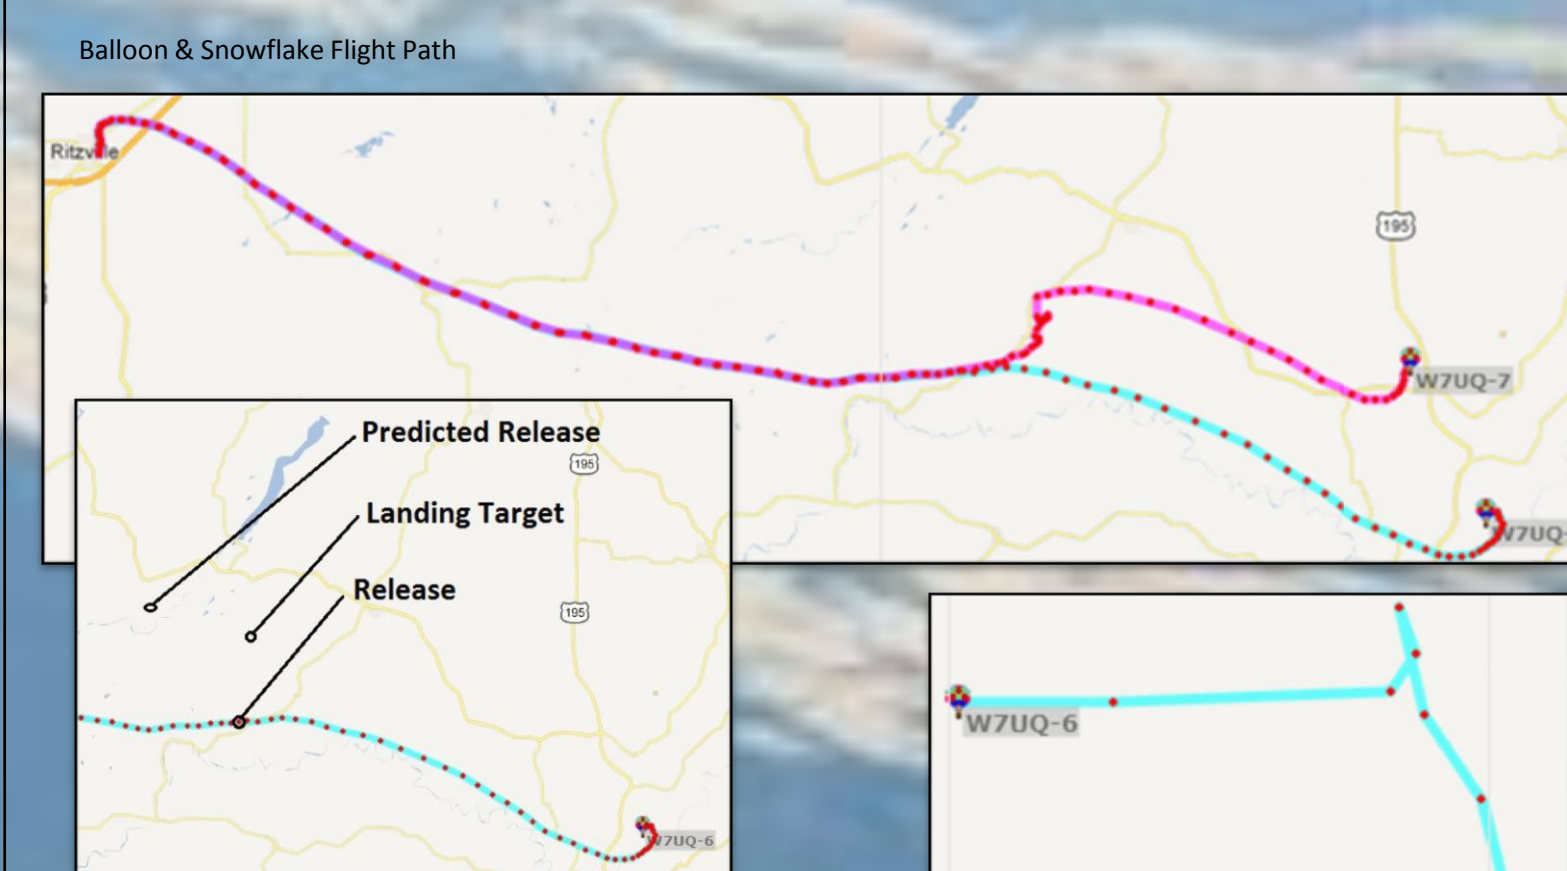 Balloon & Snowflake Flight Path
Ritzville
195
W7UQ-7
W7UQ-
Predicted Release
195
Landing Target
Release
195
W7UQ-6
W7UQ-6